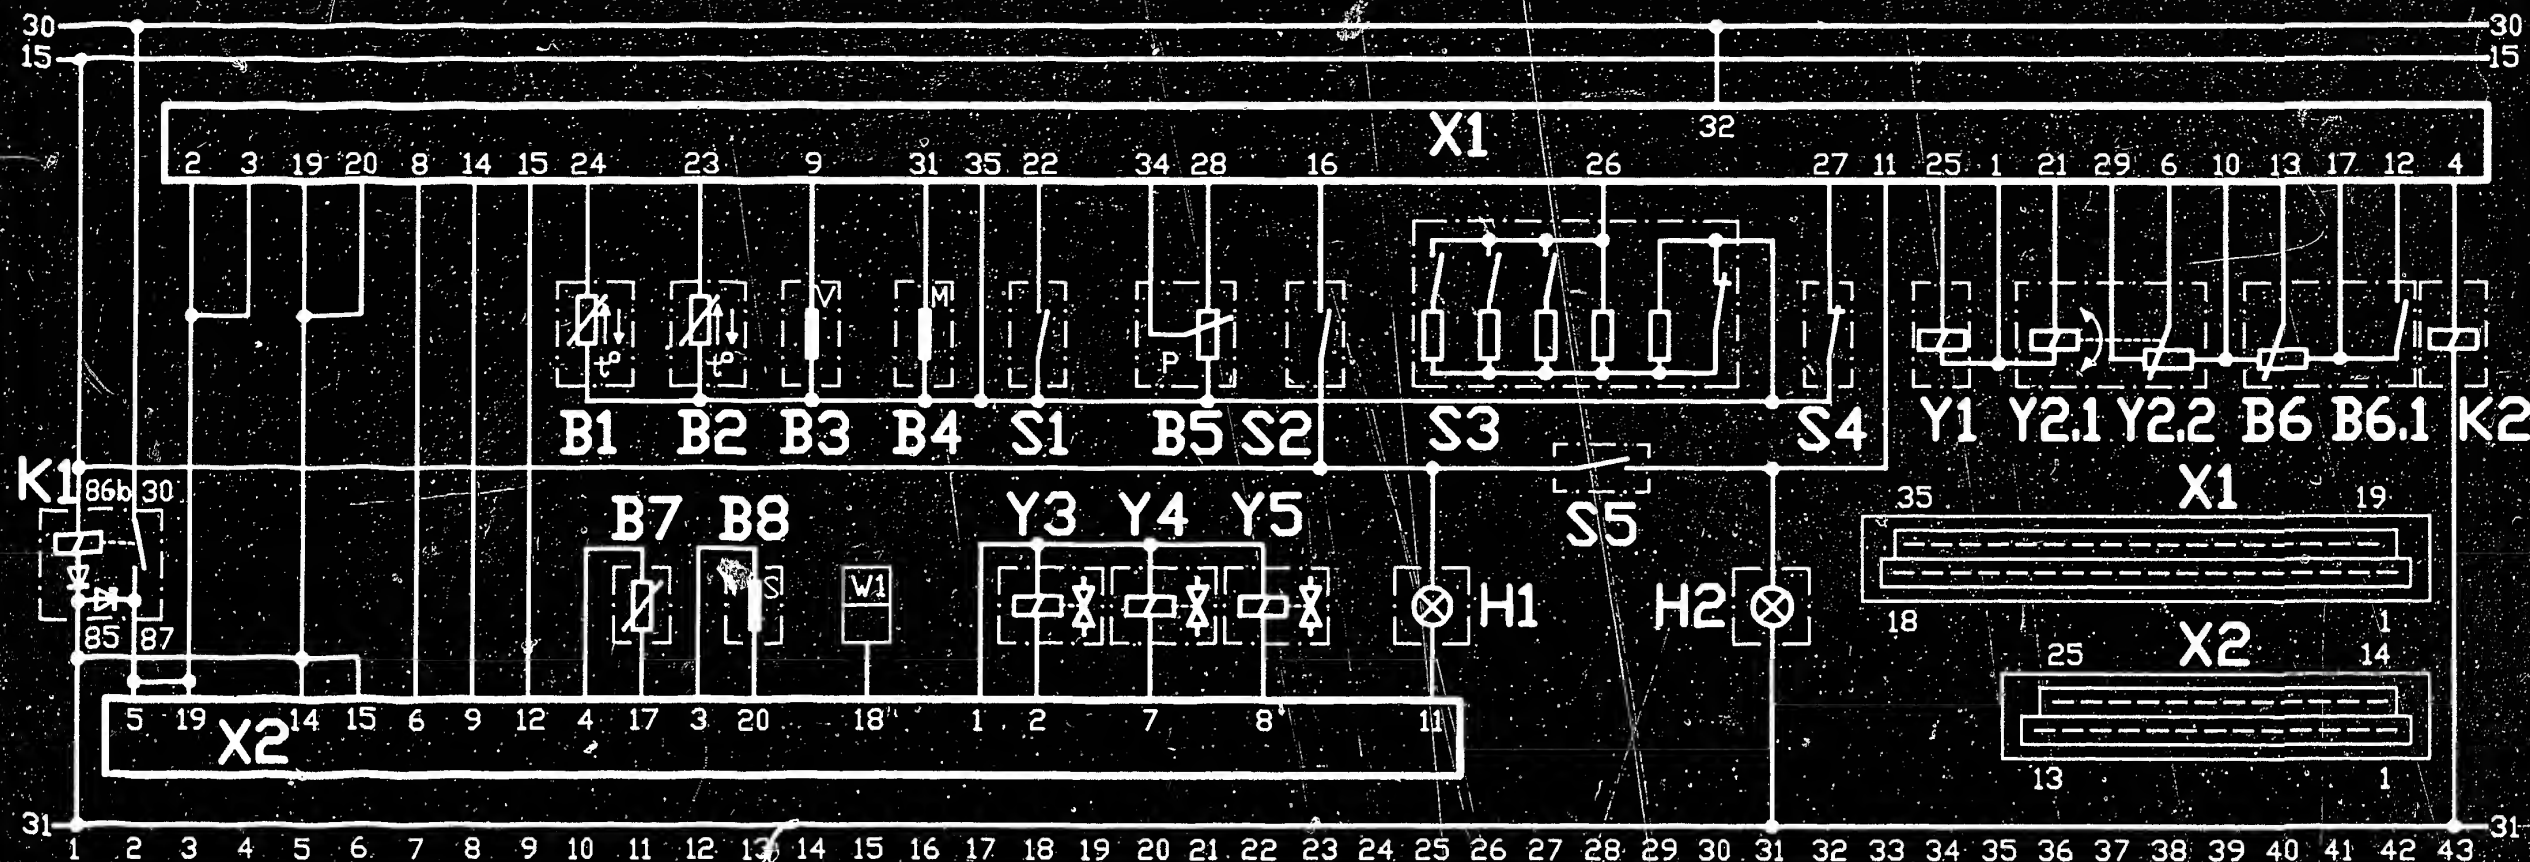 30 30
15 15
X1 32
2 3 19 20 8 14 15 24 23 9 31 35 22 34 28 16 26 27 11 25 1 21 29 6 10 13 17 12 4
V M
t° t° P
B1 B2 B3 B4 S1 B5 S2 S3 S4 Y1 Y2.1 Y2.2 B6 B6.1 K2
K1 86b 30 X1
35 19
B7 B8 Y3 Y4 Y5 S5
W1 S
H1 H2
18 1
85 87 X2
25 14
5 19 14 15 6 9 12 4 17 3 20 18 1 2 7 8 11
X2
13 1
31 31
1 2 3 4 5 6 7 8 9 10 11 12 13 14 15 16 17 18 19 20 21 22 23 24 25 26 27 28 29 30 31 32 33 34 35 36 37 38 39 40 41 42 43